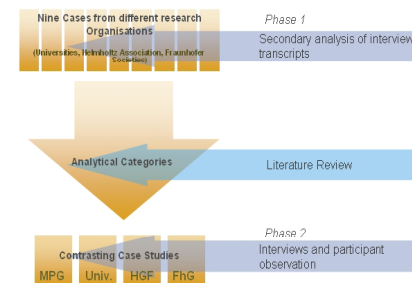 Nine Cases from different research
Organisations
(Universities, Helmholtz Association, Fraunhofer
Societies)
Phase 1
Secondary analysis of interview
transcripts
Analytical Categories
Literature Review
Phase 2
Interviews and participant
observation
Contrasting Case Studies
MPG Univ. HGF FhG